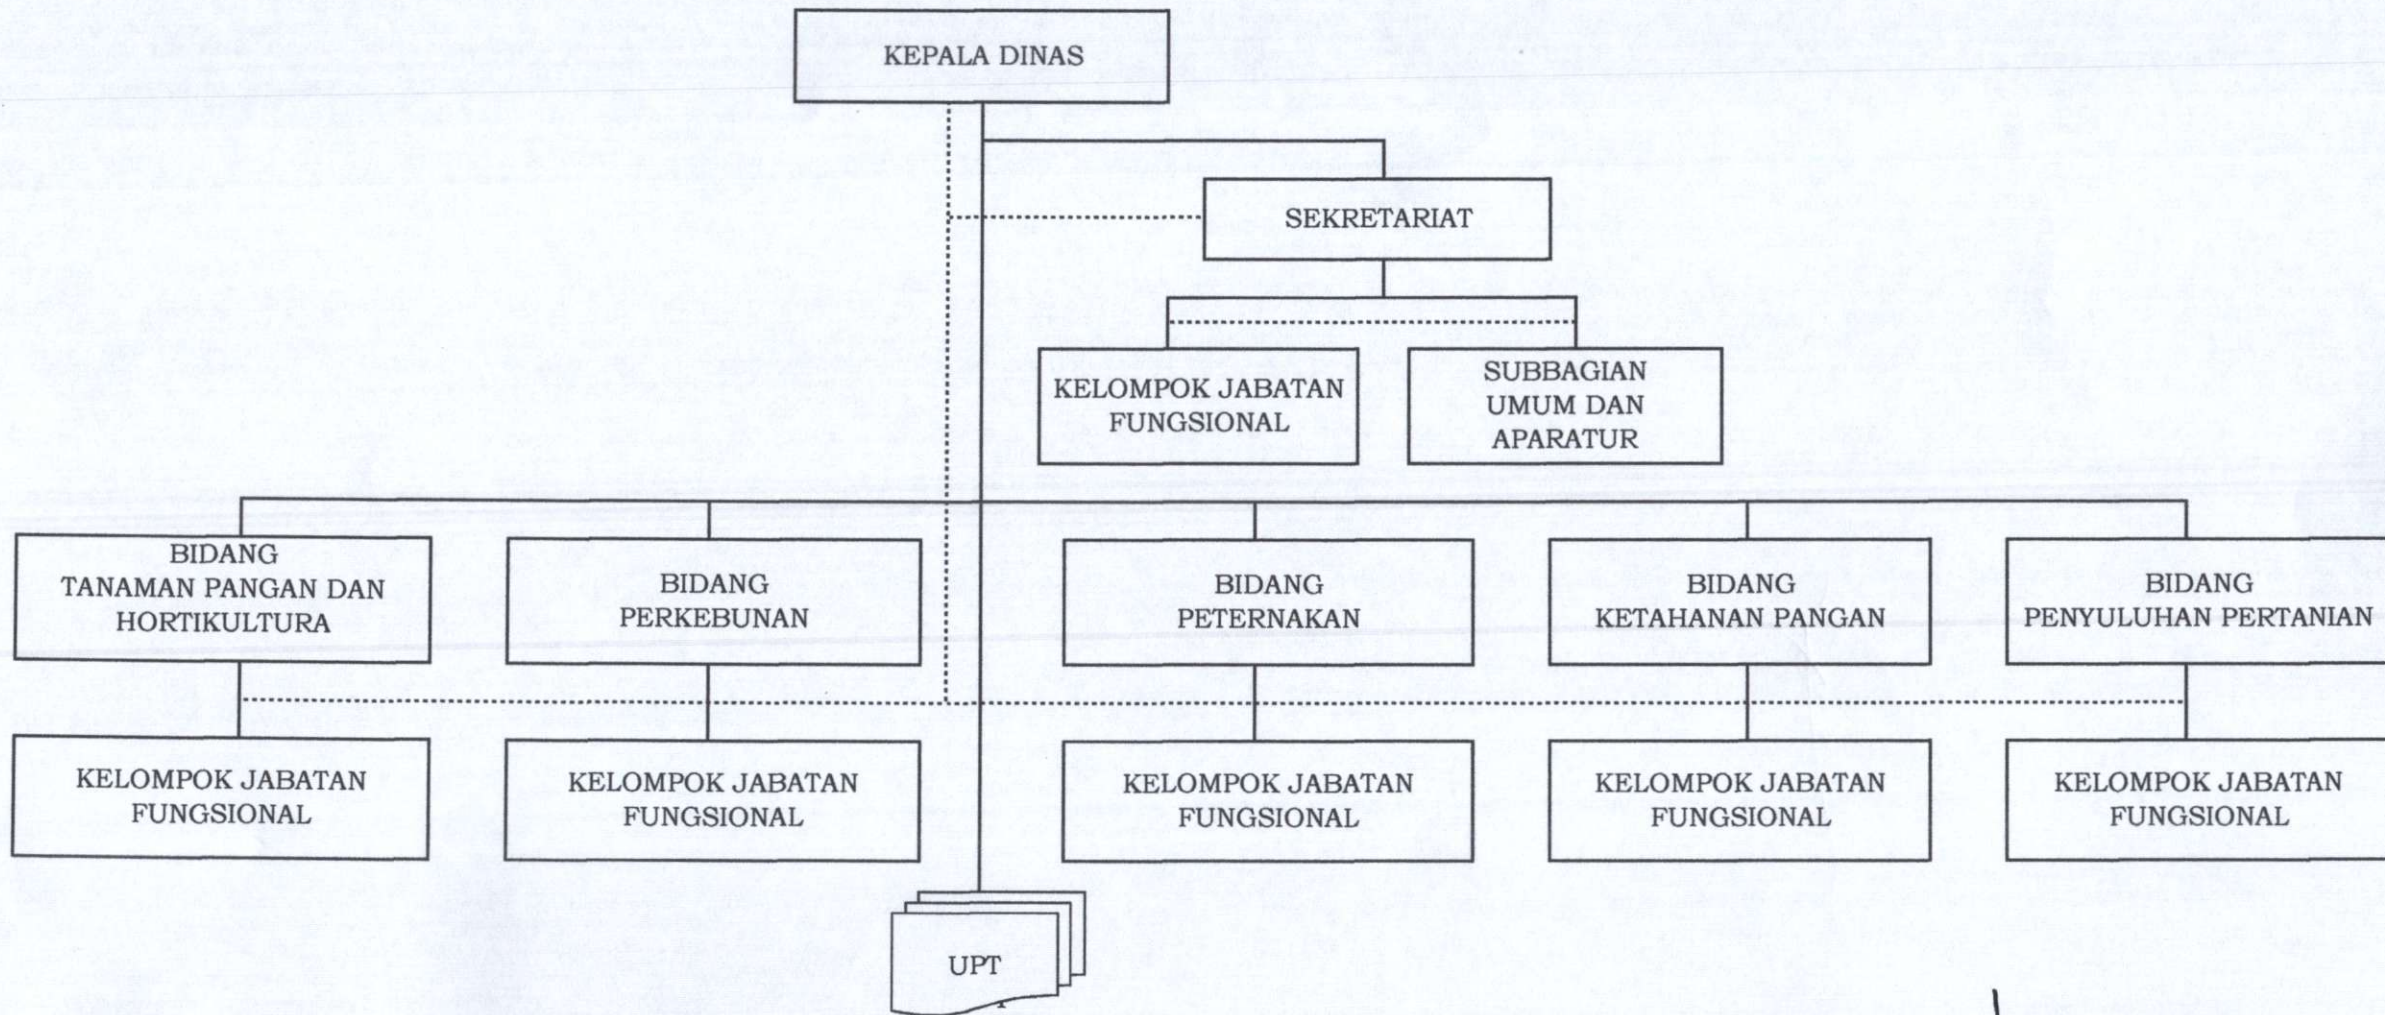 KEPALA DINAS
SEKRETARIAT
KELOMPOK JABATAN
FUNGSIONAL
SUBBAGIAN
UMUM DAN
APARATUR
BIDANG
TANAMAN PANGAN DAN
HORTIKULTURA
BIDANG
PERKEBUNAN
BIDANG
PETERNAKAN
BIDANG
KETAHANAN PANGAN
BIDANG
PENYULUHAN PERTANIAN
KELOMPOK JABATAN
FUNGSIONAL
KELOMPOK JABATAN
FUNGSIONAL
KELOMPOK JABATAN
FUNGSIONAL
KELOMPOK JABATAN
FUNGSIONAL
KELOMPOK JABATAN
FUNGSIONAL
UPT